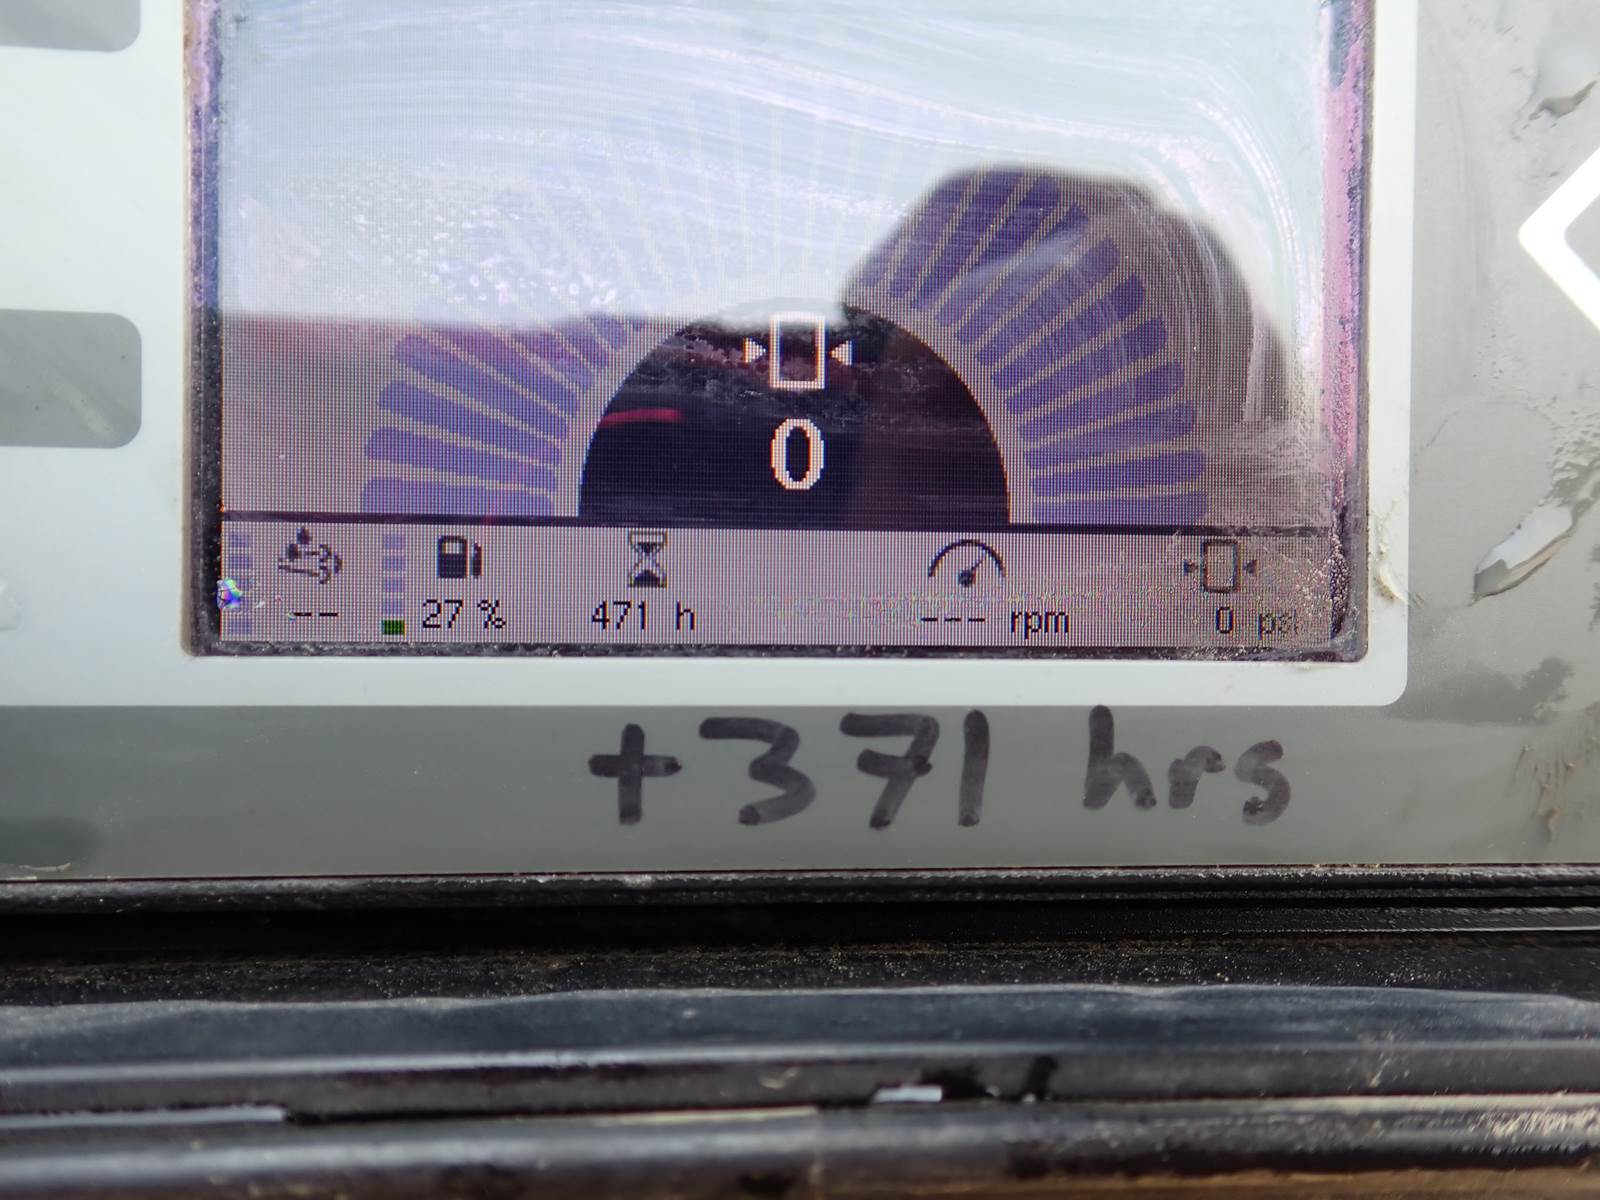 0
-- 27 % 471 h --- rpm 0 psi
+371 hrs